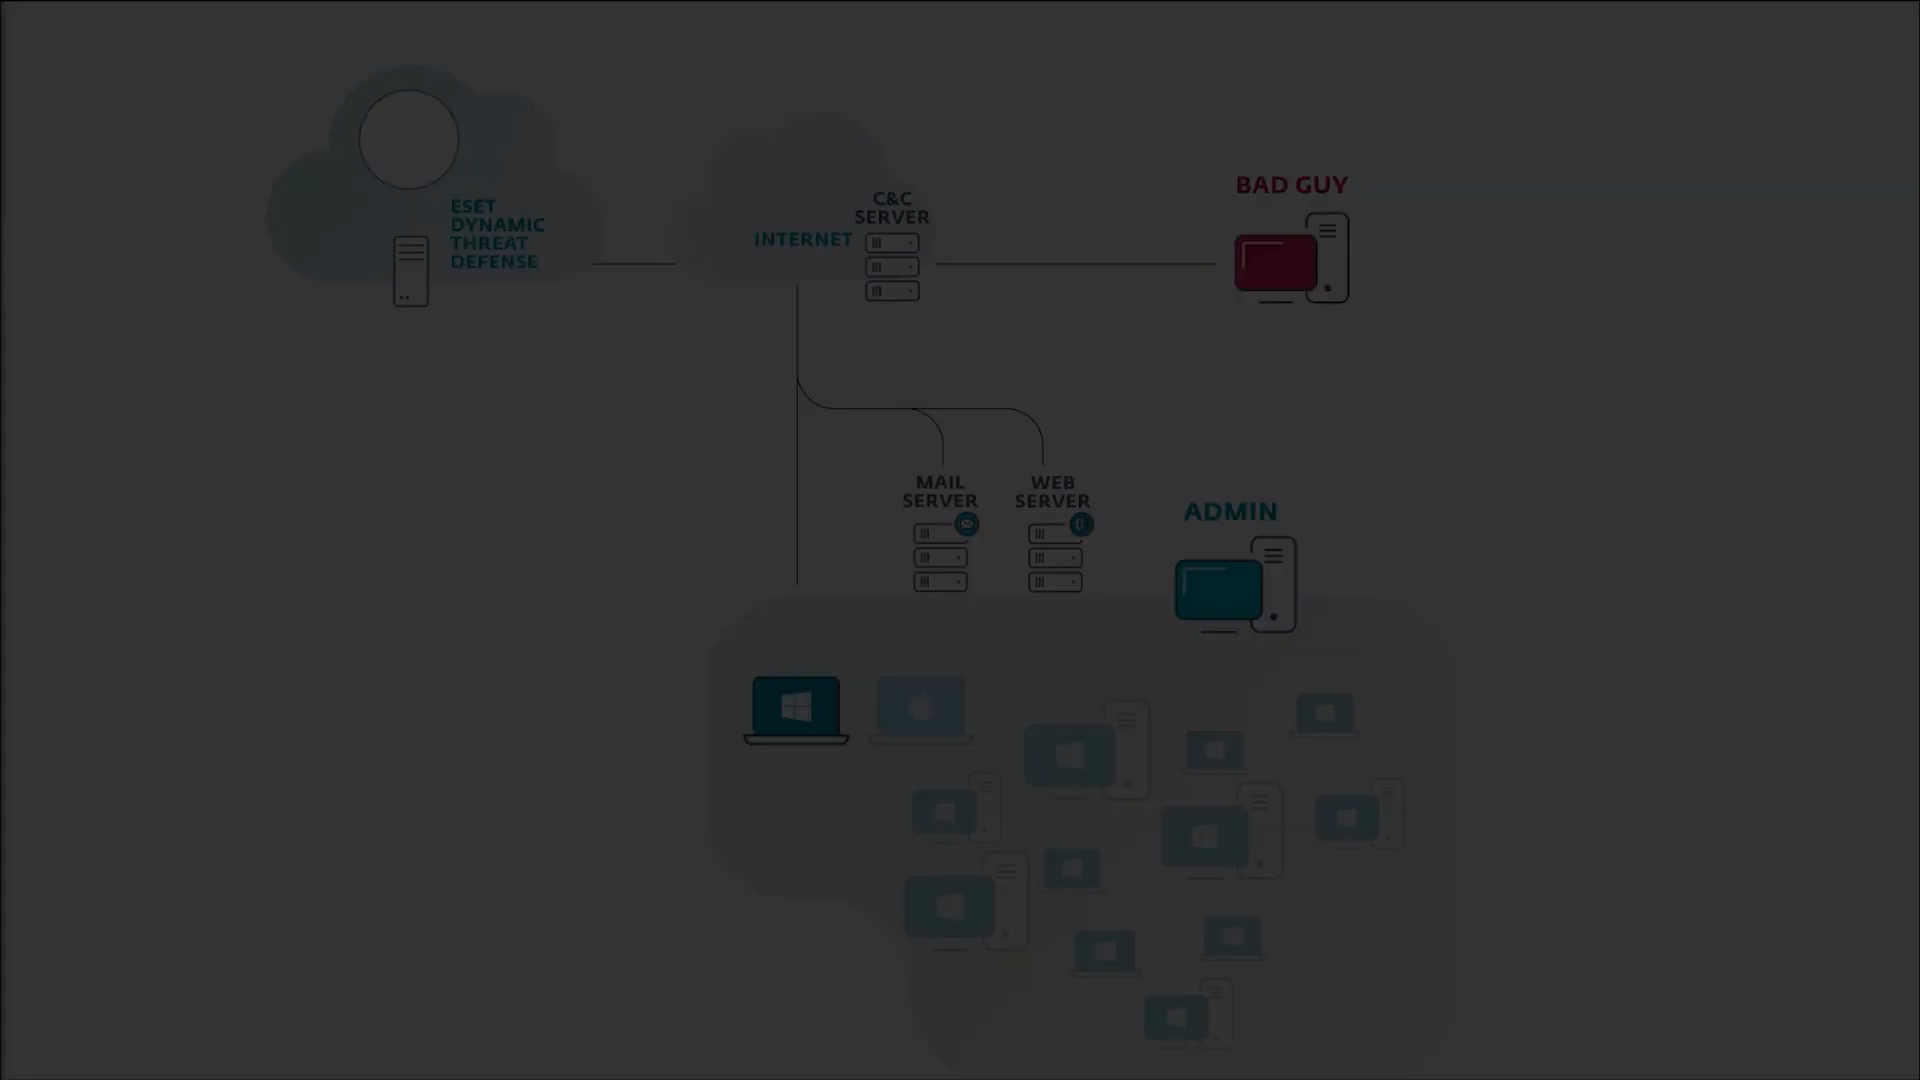 ESET
DYNAMIC
THREAT
DEFENSE
INTERNET
C&C
SERVER
BAD GUY
MAIL
SERVER
WEB
SERVER
ADMIN